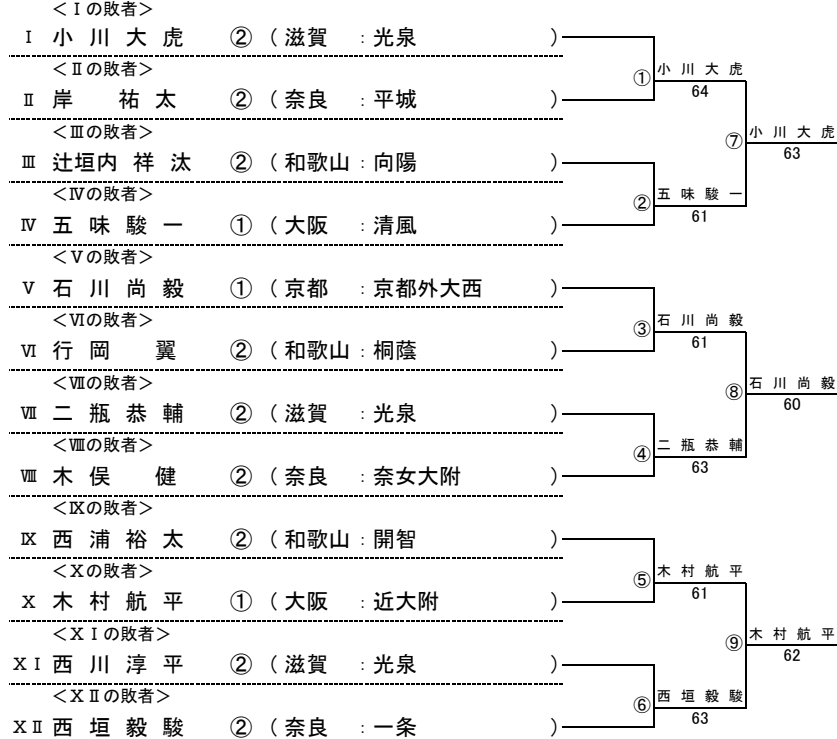 ＜Ⅰの敗者＞
Ⅰ 小川大虎 ② （滋賀 ：光泉 ）
① 小川大虎
64
＜Ⅱの敗者＞
Ⅱ 岸 祐太 ② （奈良 ：平城 ）
⑦ 小川大虎
63
＜Ⅲの敗者＞
Ⅲ 辻垣内 祥汰 ② （和歌山：向陽 ）
② 五味駿一
61
＜Ⅳの敗者＞
Ⅳ 五味駿一 ① （大阪 ：清風 ）
＜Ⅴの敗者＞
Ⅴ 石川尚毅 ① （京都 ：京都外大西 ）
③ 石川尚毅
61
＜Ⅵの敗者＞
Ⅵ 行岡 翼 ② （和歌山：桐蔭 ）
⑧ 石川尚毅
60
＜Ⅶの敗者＞
Ⅶ 二瓶恭輔 ② （滋賀 ：光泉 ）
④ 二瓶恭輔
63
＜Ⅷの敗者＞
Ⅷ 木俣 健 ② （奈良 ：奈女大附 ）
＜Ⅸの敗者＞
Ⅸ 西浦裕太 ② （和歌山：開智 ）
⑤ 木村航平
61
＜Ⅹの敗者＞
Ⅹ 木村航平 ① （大阪 ：近大附 ）
⑨ 木村航平
62
＜ⅩⅠの敗者＞
ⅩⅠ 西川淳平 ② （滋賀 ：光泉 ）
⑥ 西垣毅駿
63
＜ⅩⅡの敗者＞
ⅩⅡ 西垣毅駿 ② （奈良 ：一条 ）